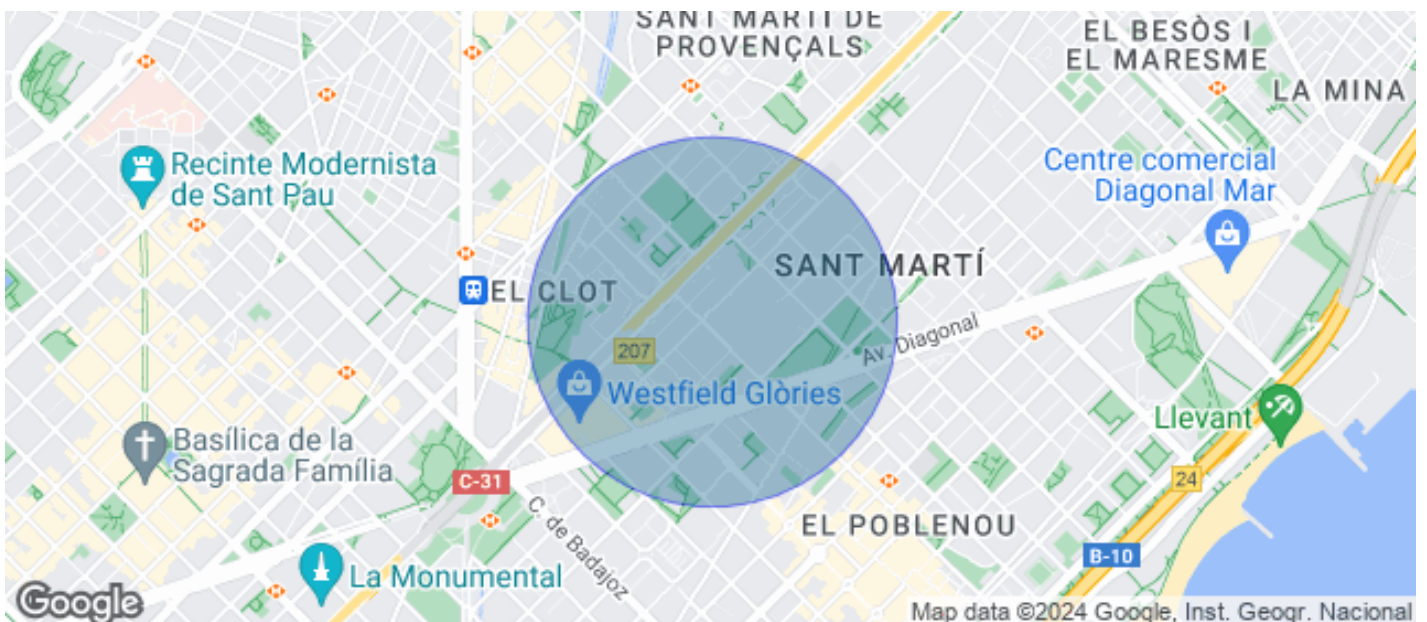 SANT MARTÍ DE
PROVENÇALS
EL BESÒS I
EL MARESME
LA MINA
Recinte Modernista
de Sant Pau
Centre comercial
Diagonal Mar
SANT MARTÍ
EL CLOT
207
Av. Diagonal
Westfield Glòries
Llevant
Basílica de la
Sagrada Família
C-31
24
C. de Badajoz
EL POBLENOU
B-10
La Monumental
Google
Map data ©2024 Google, Inst. Geogr. Nacional